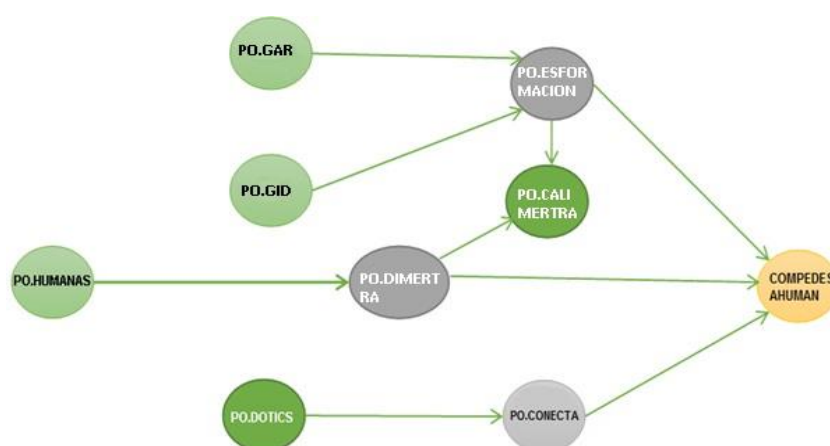 PO.GAR
PO.ESFOR
MACION
PO.GID
PO.CALI
MERTRA
PO.HUMANAS
PO.DIMERT
RA
COMPEDES
AHUMAN
PO.DOTICS
PO.CONECTA